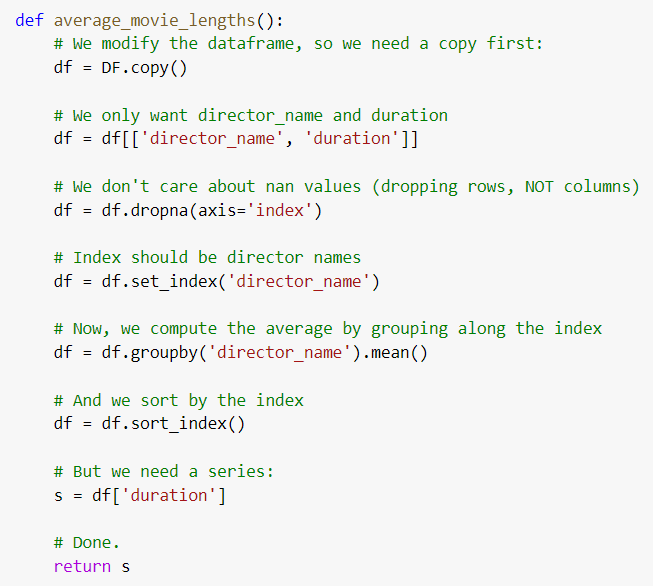 def average_movie_lengths():
    # We modify the dataframe, so we need a copy first:
    df = DF.copy()

    # We only want director_name and duration
    df = df[['director_name', 'duration']]

    # We don't care about nan values (dropping rows, NOT columns)
    df = df.dropna(axis='index')

    # Index should be director names
    df = df.set_index('director_name')

    # Now, we compute the average by grouping along the index
    df = df.groupby('director_name').mean()

    # And we sort by the index
    df = df.sort_index()

    # But we need a series:
    s = df['duration']

    # Done.
    return s